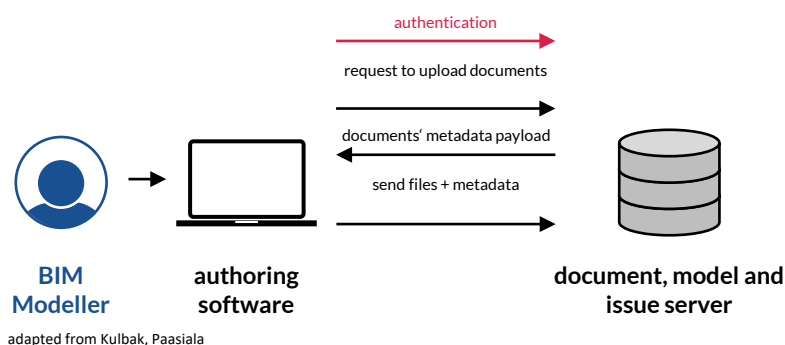 authentication
request to upload documents
documents‘ metadata payload
send files + metadata
BIM
Modeller
authoring
software
document, model and
issue server
adapted from Kulbak, Paasiala